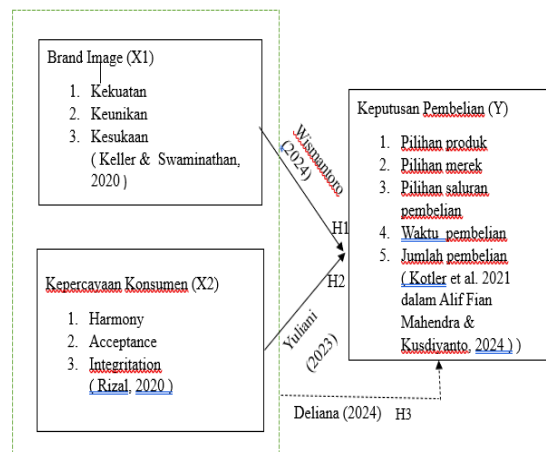 Brand Image (X1)
1. Kekuatan
2. Keunikan
3. Kesukaan
( Keller & Swaminathan,
2020 )
Wismantoro
(2024)
H1
Kepercayaan Konsumen (X2)
1. Harmony
2. Acceptance
3. Integritation
( Rizal, 2020 )
H2
Yuliani
(2023)
Keputusan Pembelian (Y)
1. Pilihan produk
2. Pilihan merek
3. Pilihan saluran
pembelian
4. Waktu pembelian
5. Jumlah pembelian
( Kotler et al. 2021
dalam Alif Fian
Mahendra &
Kusdiyanto, 2024 ) )
Deliana (2024) H3